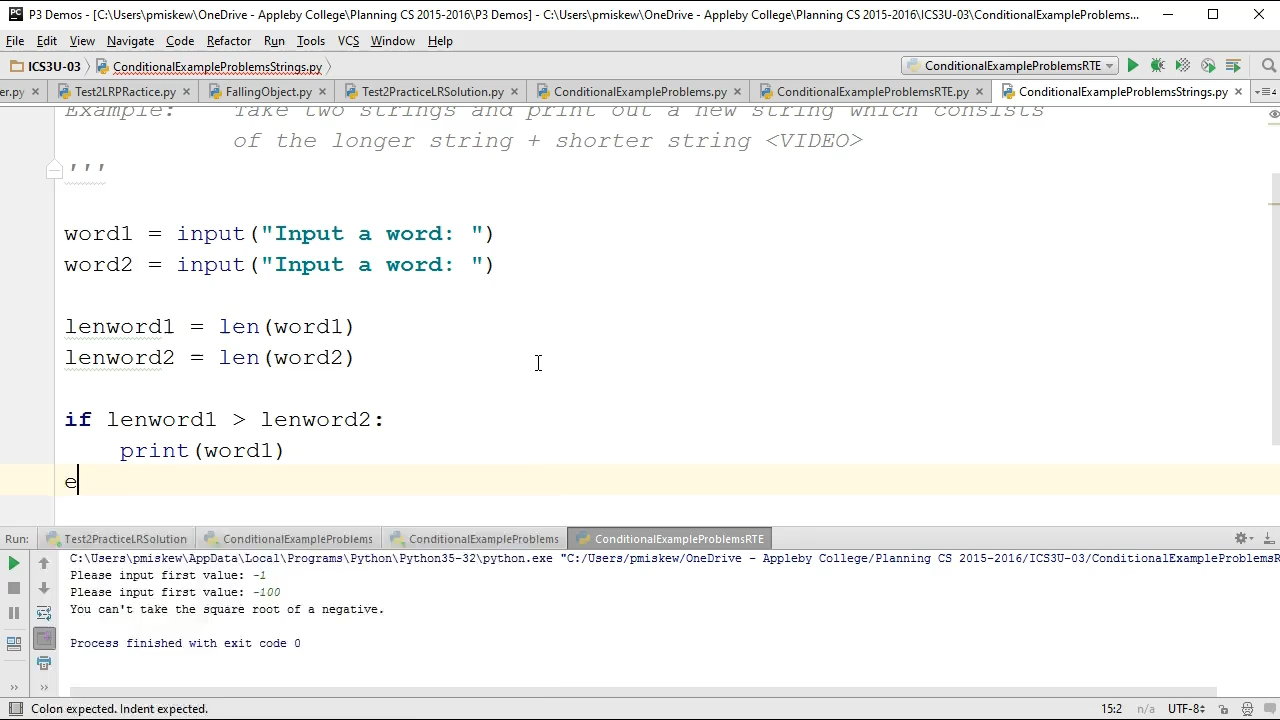 P3 Demos - [C:\Users\pmiskew\OneDrive - Appleby College\Planning CS 2015-2016\P3 Demos] - C:\Users\pmiskew\OneDrive - Appleby College\Planning CS 2015-2016\ICS3U-03\ConditionalExampleProblems...
File Edit View Navigate Code Refactor Run Tools VCS Window Help
ICS3U-03 ConditionalExampleProblemsStrings.py ConditionalExampleProblemsRTE
er.py Test2LRPRactice.py FallingObject.py Test2PracticeLRSolution.py ConditionalExampleProblems.py ConditionalExampleProblemsRTE.py ConditionalExampleProblemsStrings.py
Example: Take two strings and print out a new string which consists
of the longer string + shorter string <VIDEO>
'''
word1 = input("Input a word: ")
word2 = input("Input a word: ")
lenword1 = len(word1)
lenword2 = len(word2)
if lenword1 > lenword2:
print(word1)
e
Run: Test2PracticeLRSolution ConditionalExampleProblems ConditionalExampleProblems ConditionalExampleProblemsRTE
C:\Users\pmiskew\AppData\Local\Programs\Python\Python35-32\python.exe "C:/Users/pmiskew/OneDrive - Appleby College/Planning CS 2015-2016/ICS3U-03/ConditionalExampleProblemsR
Please input first value: -1
Please input first value: -100
You can't take the square root of a negative.
Process finished with exit code 0
Colon expected. Indent expected. 15:2 n/a UTF-8